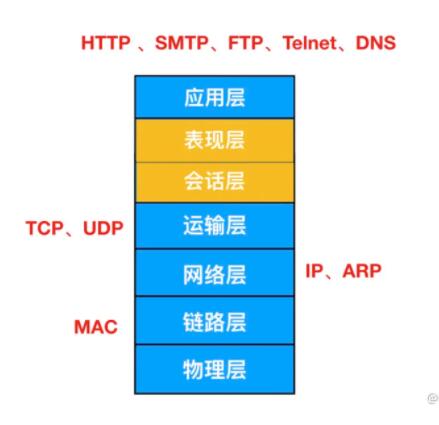 HTTP 、SMTP、FTP、Telnet、DNS
应用层
表现层
会话层
运输层
TCP、UDP
网络层
IP、ARP
链路层
MAC
物理层
@